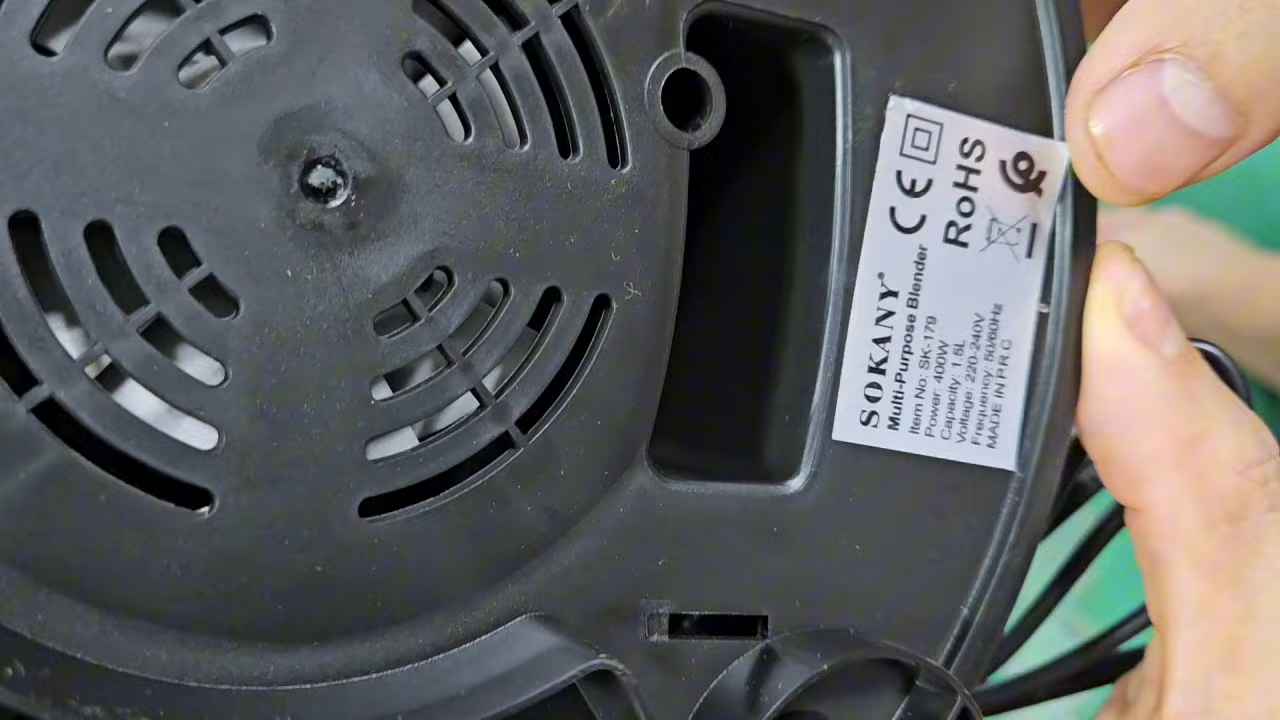 SOKANY®
Multi-Purpose Blender
Item No: SK-179
Power: 400W
Capacity: 1.5L
Voltage: 220-240V
Frequency: 50/60Hz
MADE IN P.R.C
CE
RoHS